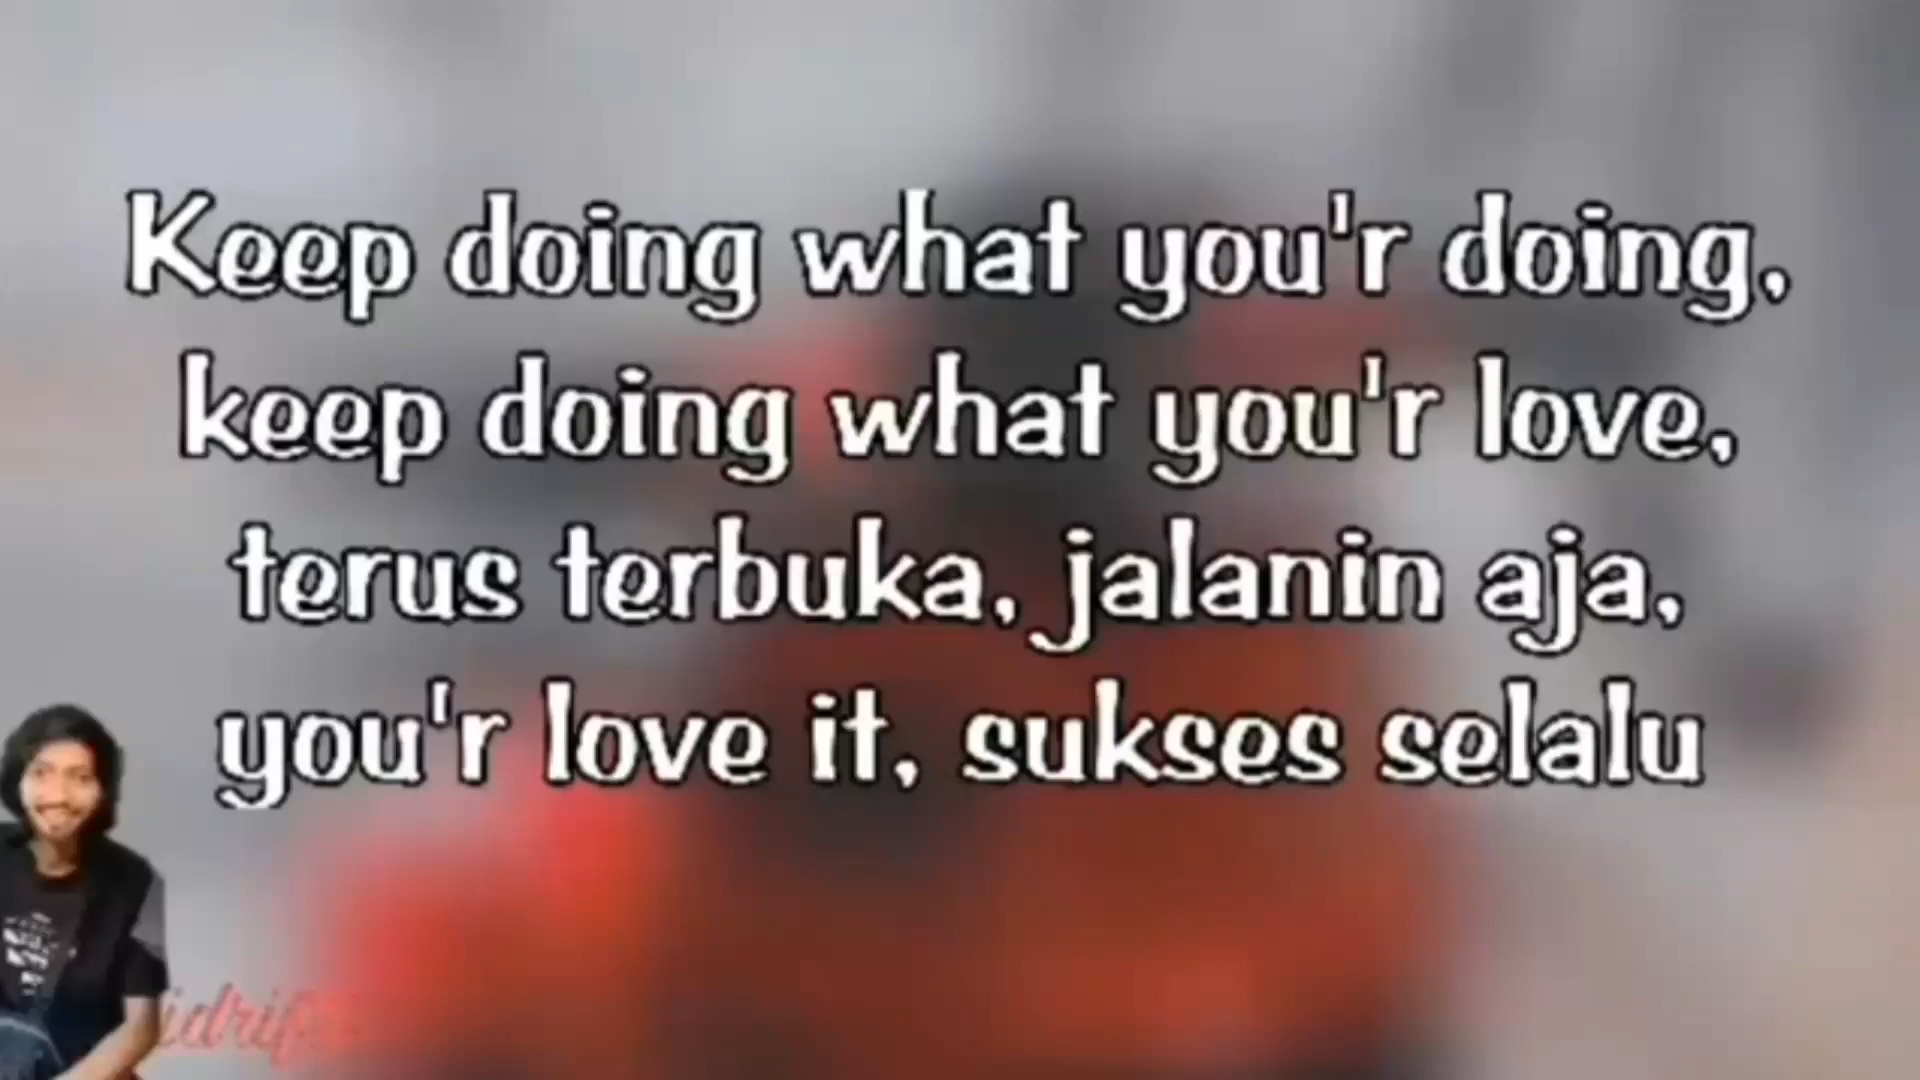 Keep doing what you'r doing,
keep doing what you'r love,
terus terbuka, jalanin aja,
you'r love it, sukses selalu